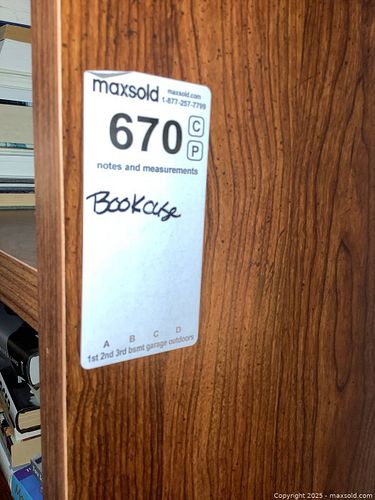 maxsold maxsold.com
1-877-257-7799
670 C
P
notes and measurements
Bookcase
A B C D
1st 2nd 3rd bsmt garage outdoors
Copyright 2025 - maxsold.com